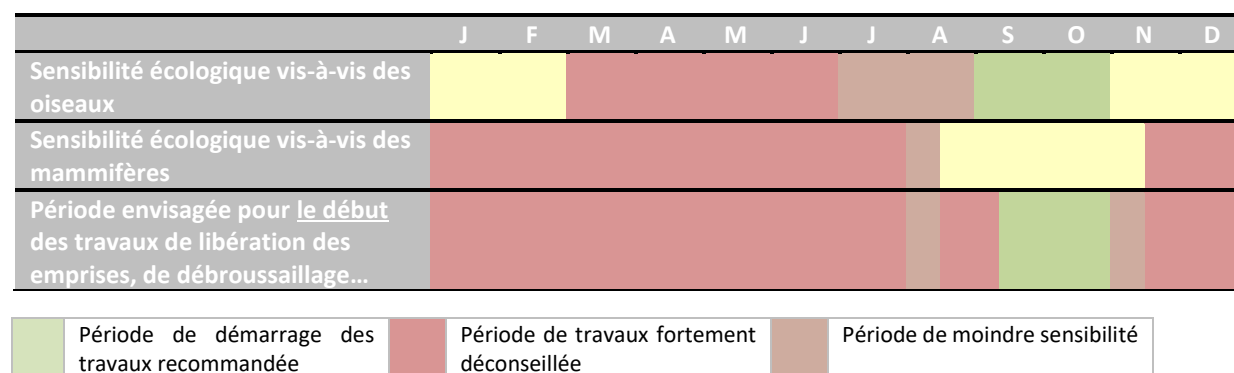 J F M A M J J A S O N D
Sensibilité écologique vis-à-vis des
oiseaux
Sensibilité écologique vis-à-vis des
mammifères
Période envisagée pour le début
des travaux de libération des
emprises, de débroussaillage…
Période de démarrage des
travaux recommandée
Période de travaux fortement
déconseillée
Période de moindre sensibilité